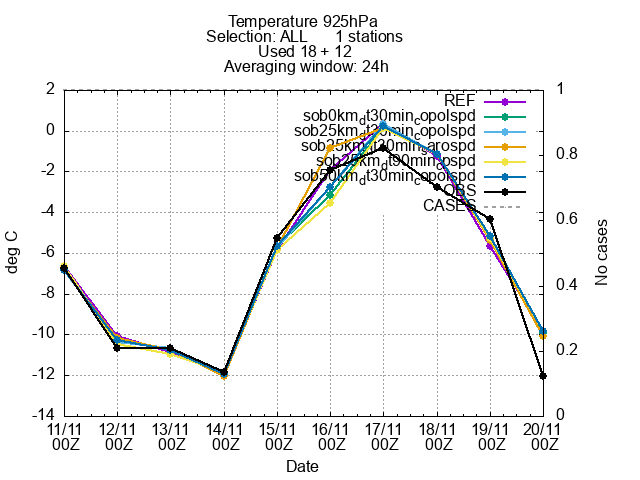 Temperature 925hPa
Selection: ALL 1 stations
Used 18 + 12
Averaging window: 24h
REF
sob0km_dt30min_copolspd
sob25km_dt30min_copolspd
OBS
CASES
2
0
-2
-4
-6
-8
-10
-12
-14
1
0.8
0.6
0.4
0.2
0
deg C
No cases
11/11 12/11 13/11 14/11 15/11 16/11 17/11 18/11 19/11 20/11
00Z 00Z 00Z 00Z 00Z 00Z 00Z 00Z 00Z 00Z
Date